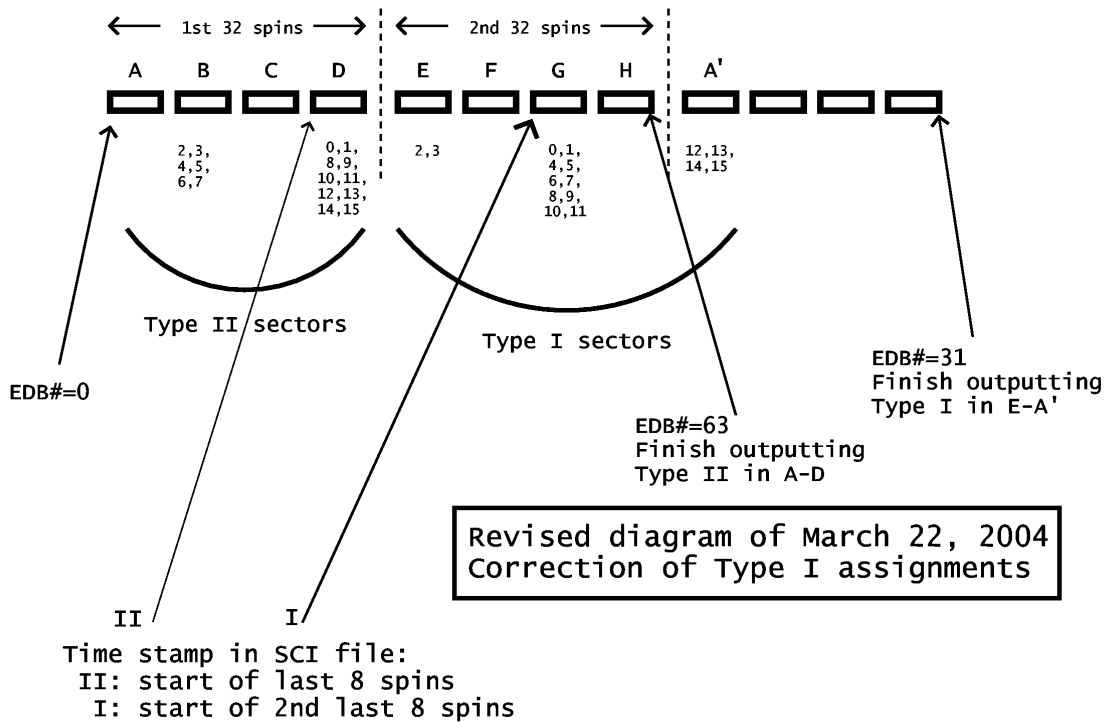 1st 32 spins
2nd 32 spins
A B C D E F G H A'
2,3,
4,5,
6,7
0,1,
8,9,
10,11,
12,13,
14,15
2,3
0,1,
4,5,
6,7,
8,9,
10,11
12,13,
14,15
Type II sectors
Type I sectors
EDB#=0
EDB#=63
Finish outputting
Type II in A-D
EDB#=31
Finish outputting
Type I in E-A'
Revised diagram of March 22, 2004
Correction of Type I assignments
II I
Time stamp in SCI file:
II: start of last 8 spins
I: start of 2nd last 8 spins